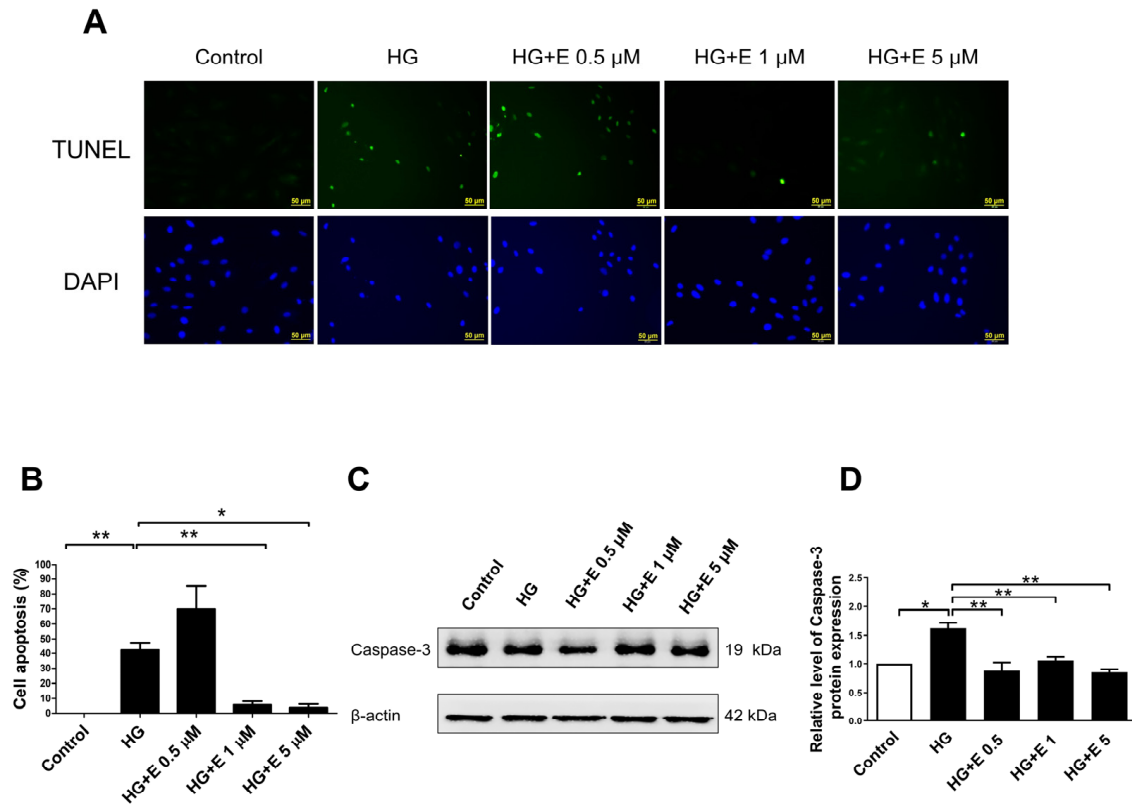 A
Control HG HG+E 0.5 μM HG+E 1 μM HG+E 5 μM
TUNEL
50 μm 50 μm 50 μm 50 μm 50 μm
DAPI
50 μm 50 μm 50 μm 50 μm 50 μm
B
**
**
*
Cell apoptosis (%)
100
90
80
70
60
50
40
30
20
10
0
Control HG HG+E 0.5 μM HG+E 1 μM HG+E 5 μM
C
Control HG HG+E 0.5 μM HG+E 1 μM HG+E 5 μM
Caspase-3 19 kDa
β-actin 42 kDa
D
Relative level of Caspase-3
protein expression
2.5
2.0
1.5
1.0
0.5
0.0
*
**
**
**
Control HG HG+E 0.5 HG+E 1 HG+E 5